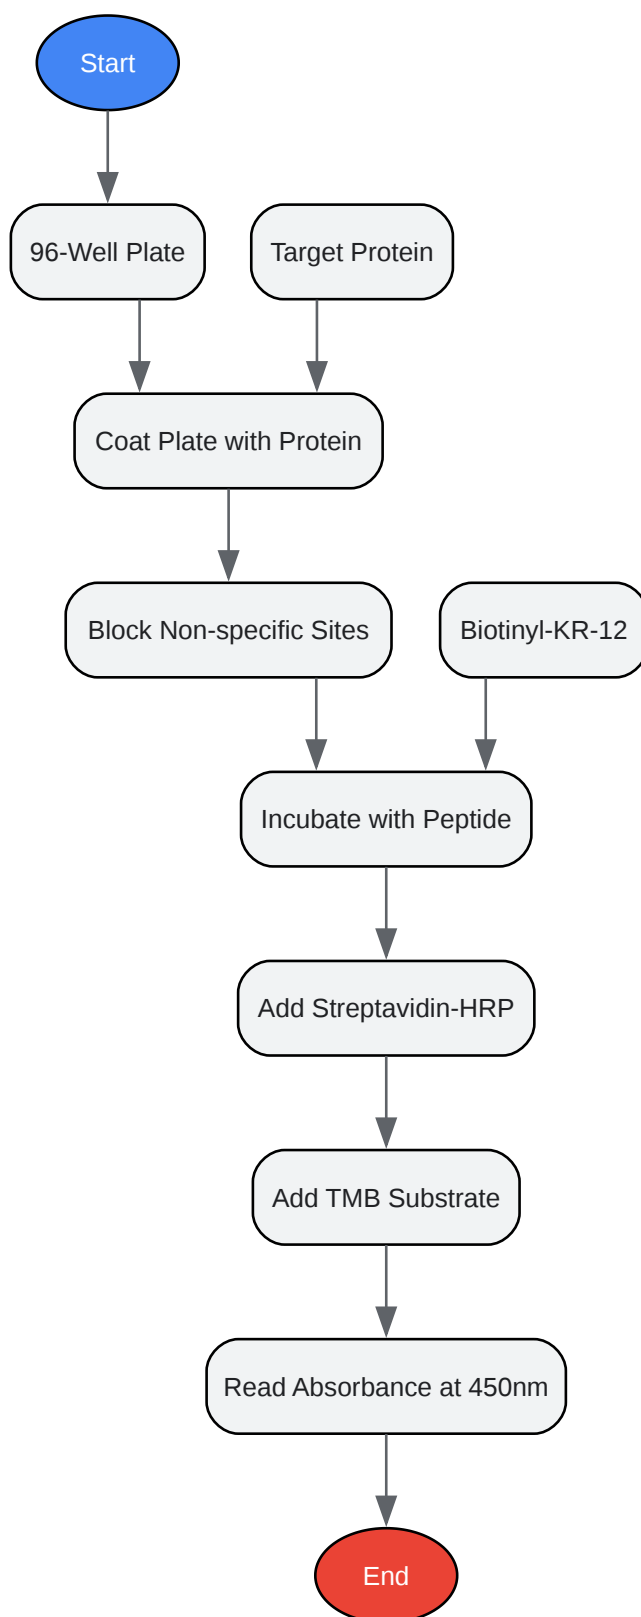 Start
96-Well Plate
Target Protein
Coat Plate with Protein
Block Non-specific Sites
Biotinyl-KR-12
Incubate with Peptide
Add Streptavidin-HRP
Add TMB Substrate
Read Absorbance at 450nm
End